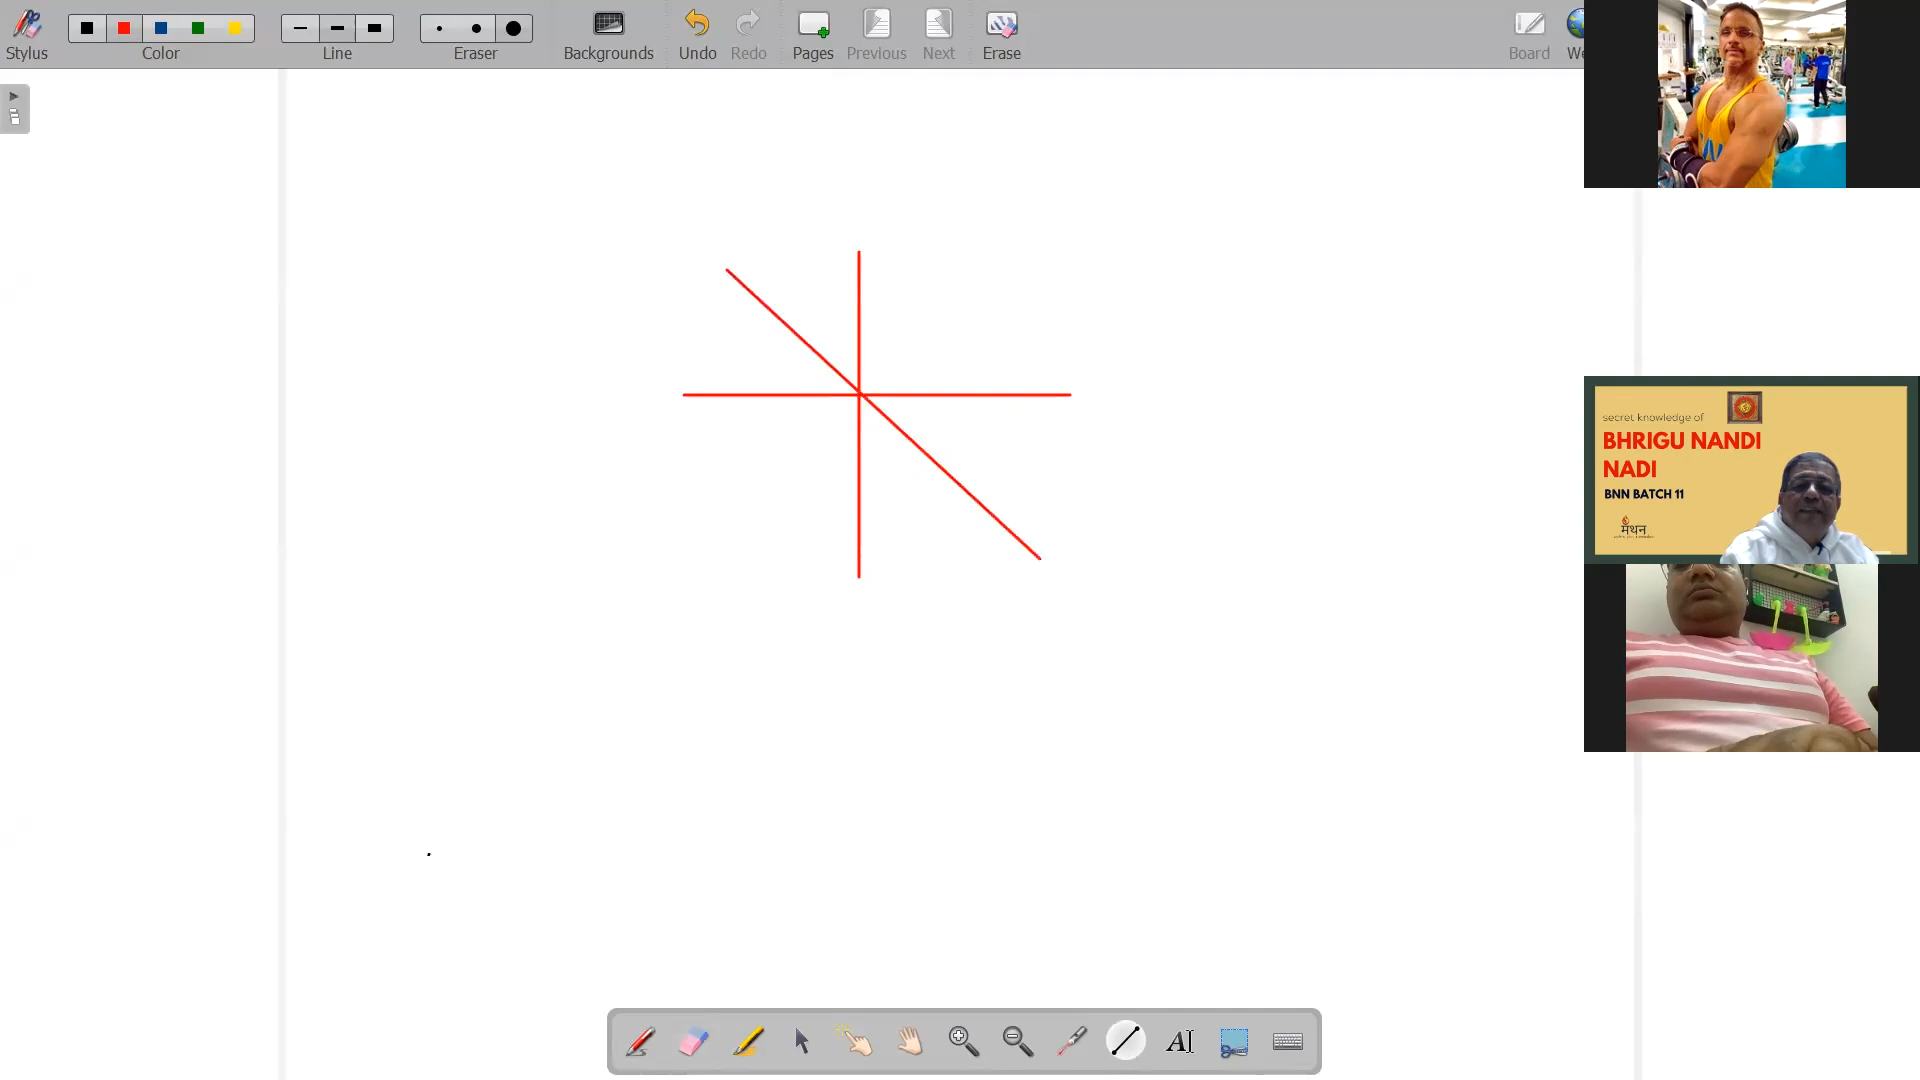 Stylus
Color
Line
Eraser
Backgrounds
Undo
Redo
Pages
Previous
Next
Erase
Board
secret knowledge of
BHRIGU NANDI
NADI
BNN BATCH 11
मंथन